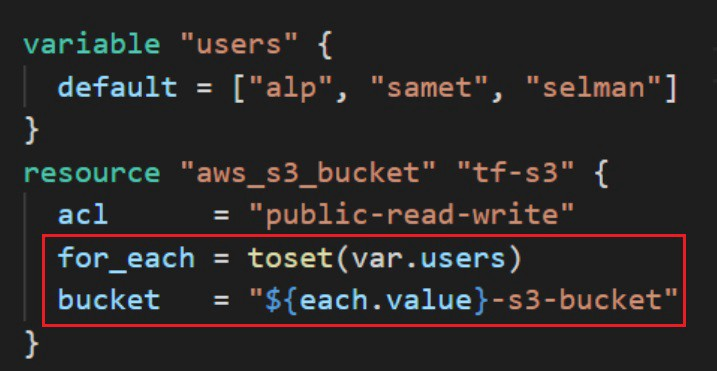 variable "users" {
  default = ["alp", "samet", "selman"]
}
resource "aws_s3_bucket" "tf-s3" {
  acl      = "public-read-write"
  for_each = toset(var.users)
  bucket   = "${each.value}-s3-bucket"
}